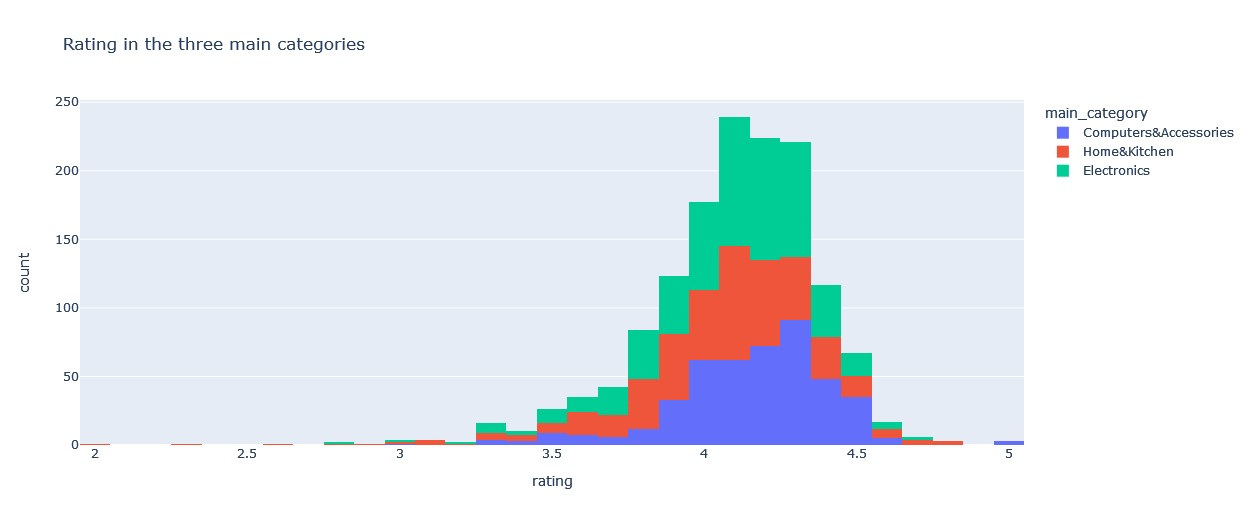 Rating in the three main categories
main_category
Computers&Accessories
Home&Kitchen
Electronics
count
250
200
150
100
50
0
2 2.5 3 3.5 4 4.5 5
rating